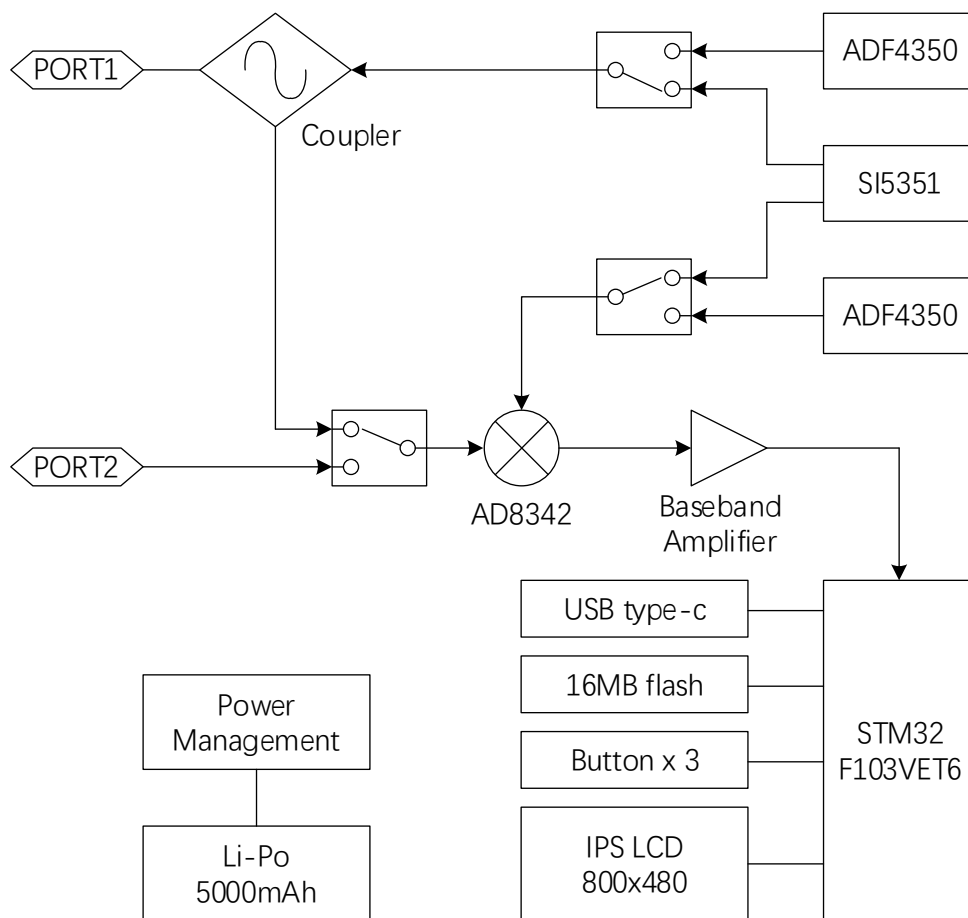 PORT1
ADF4350
Coupler
SI5351
ADF4350
PORT2
AD8342
Baseband
Amplifier
USB type-c
16MB flash
Button x 3
IPS LCD
800x480
STM32
F103VET6
Power
Management
Li-Po
5000mAh